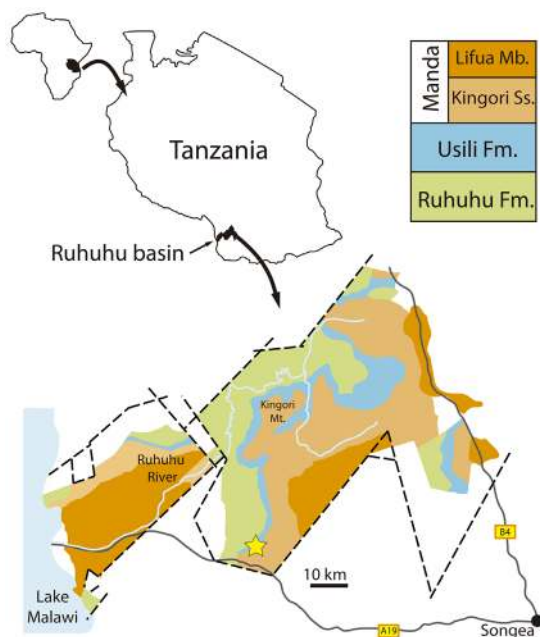 Manda
Lifua Mb.
Kingori Ss.
Usili Fm.
Ruhuhu Fm.
Tanzania
Ruhuhu basin
Kingori
Mt.
Ruhuhu
River
10 km
B4
Lake
Malawi
A19
Songea